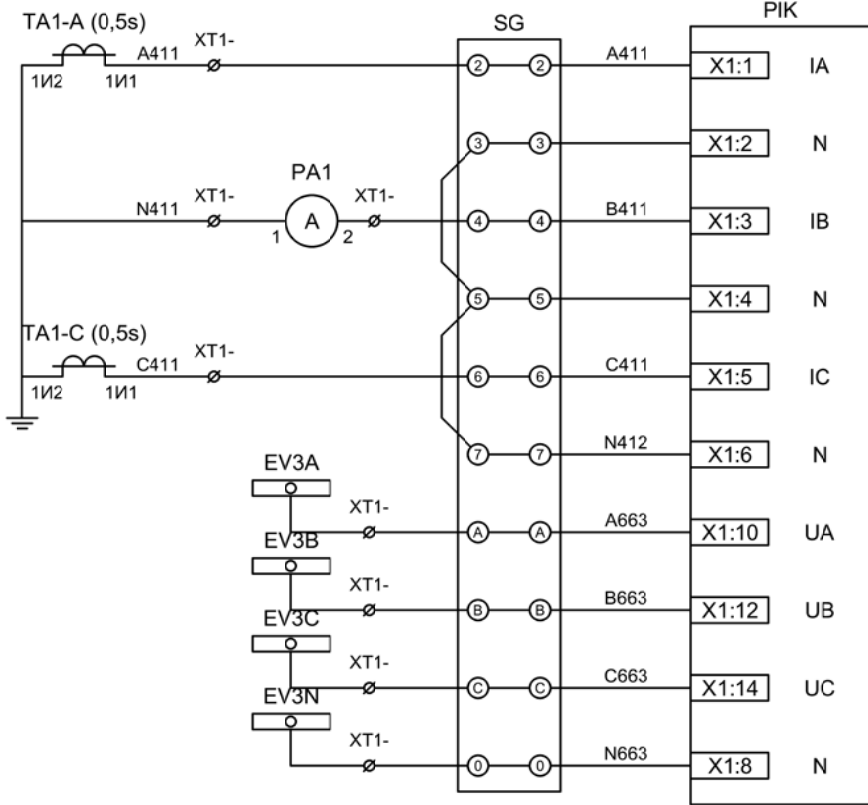 SG
PIK
TA1-A (0,5s)
A411
XT1-
1И2
1И1
2
2
A411
X1:1
IA
3
3
X1:2
N
PA1
N411
XT1-
1
A
2
XT1-
4
4
B411
X1:3
IB
5
5
X1:4
N
TA1-C (0,5s)
C411
XT1-
1И2
1И1
6
6
C411
X1:5
IC
7
7
N412
X1:6
N
EV3A
XT1-
A
A
A663
X1:10
UA
EV3B
XT1-
B
B
B663
X1:12
UB
EV3C
XT1-
C
C
C663
X1:14
UC
EV3N
XT1-
0
0
N663
X1:8
N